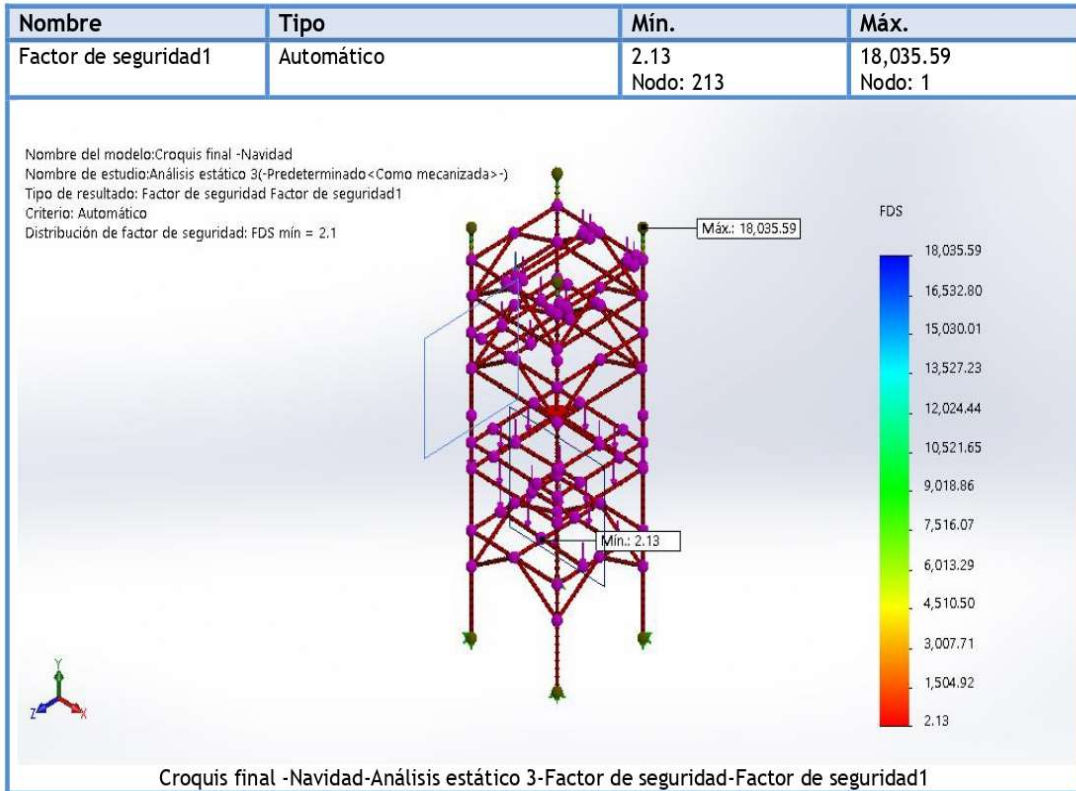 Nombre Tipo Mín. Máx.
Factor de seguridad1 Automático 2.13 18,035.59
Nodo: 213 Nodo: 1
Nombre del modelo:Croquis final -Navidad
Nombre de estudio:Análisis estático 3(-Predeterminado<Como mecanizada>-)
Tipo de resultado: Factor de seguridad Factor de seguridad1
Criterio: Automático
Distribución de factor de seguridad: FDS mín = 2.1
FDS
Máx.: 18,035.59
18,035.59
16,532.80
15,030.01
13,527.23
12,024.44
10,521.65
9,018.86
7,516.07
6,013.29
4,510.50
3,007.71
1,504.92
2.13
Mín.: 2.13
Y
Z
X
Croquis final -Navidad-Análisis estático 3-Factor de seguridad-Factor de seguridad1